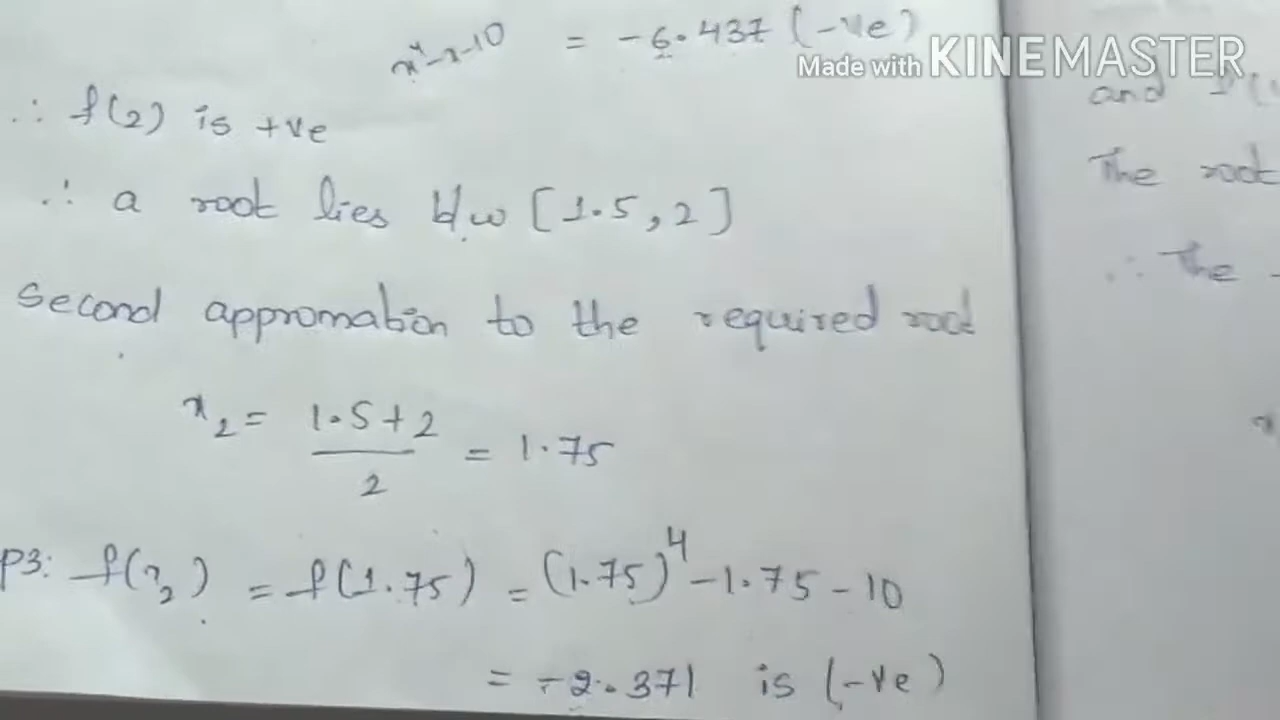 x⁴-x-10 = -6.437 (-ve)
Made with KINEMASTER
∴ f(2) is +ve
∴ a root lies b/w [1.5, 2]
second appromation to the required root
x₂ = (1.5+2)/2 = 1.75
P3: f(x₂) = f(1.75) = (1.75)⁴ - 1.75 - 10
= -2.371 is (-ve)
and
The root
∴ The